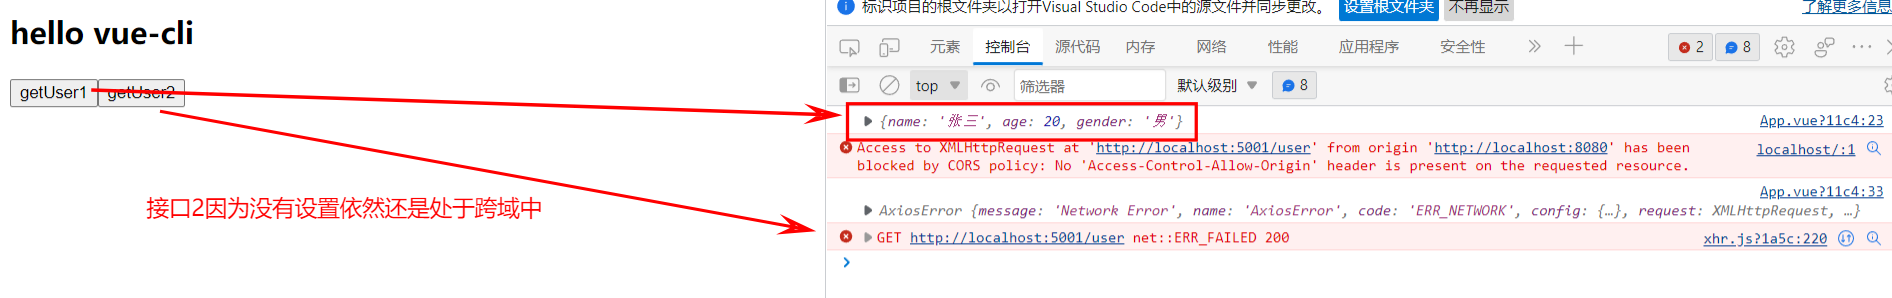 hello vue-cli
getUser1 getUser2
接口2因为没有设置依然还是处于跨域中
标识项目的根文件夹以打开Visual Studio Code中的源文件并同步更改。 设置根文件夹 不再显示 了解更多信息
元素 控制台 源代码 内存 网络 性能 应用程序 安全性 2 8
top 筛选器 默认级别 8
{name: '张三', age: 20, gender: '男'} App.vue?11c4:23
Access to XMLHttpRequest at 'http://localhost:5001/user' from origin 'http://localhost:8080' has been localhost/:1
blocked by CORS policy: No 'Access-Control-Allow-Origin' header is present on the requested resource.
App.vue?11c4:33
AxiosError {message: 'Network Error', name: 'AxiosError', code: 'ERR_NETWORK', config: {…}, request: XMLHttpRequest, …}
GET http://localhost:5001/user net::ERR_FAILED 200 xhr.js?1a5c:220